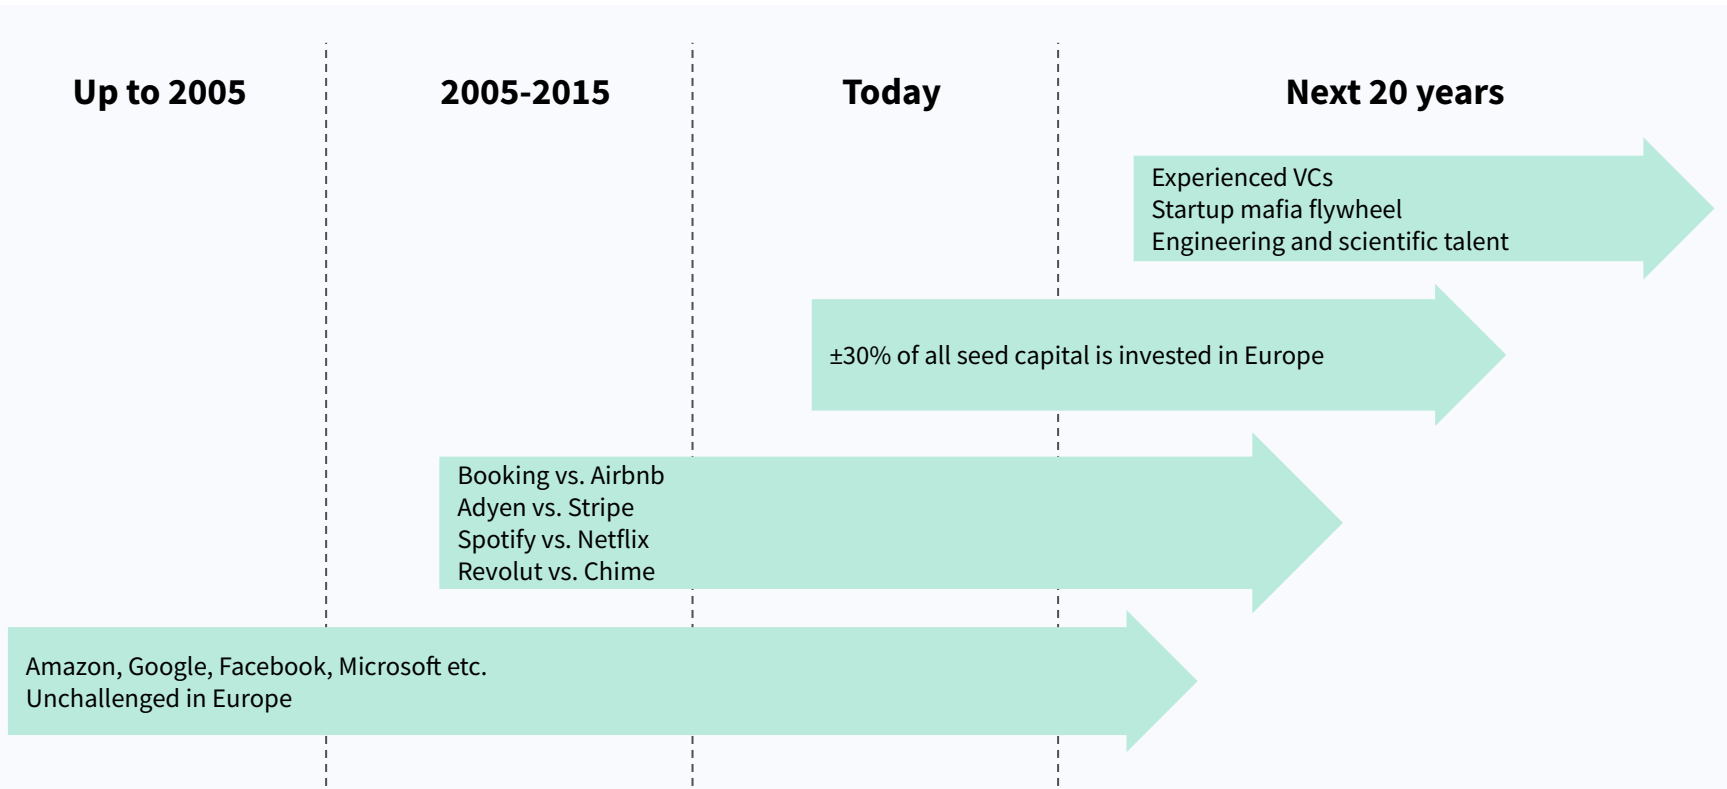 Up to 2005
2005-2015
Today
Next 20 years
Experienced VCs
Startup mafia flywheel
Engineering and scientific talent
±30% of all seed capital is invested in Europe
Booking vs. Airbnb
Adyen vs. Stripe
Spotify vs. Netflix
Revolut vs. Chime
Amazon, Google, Facebook, Microsoft etc.
Unchallenged in Europe